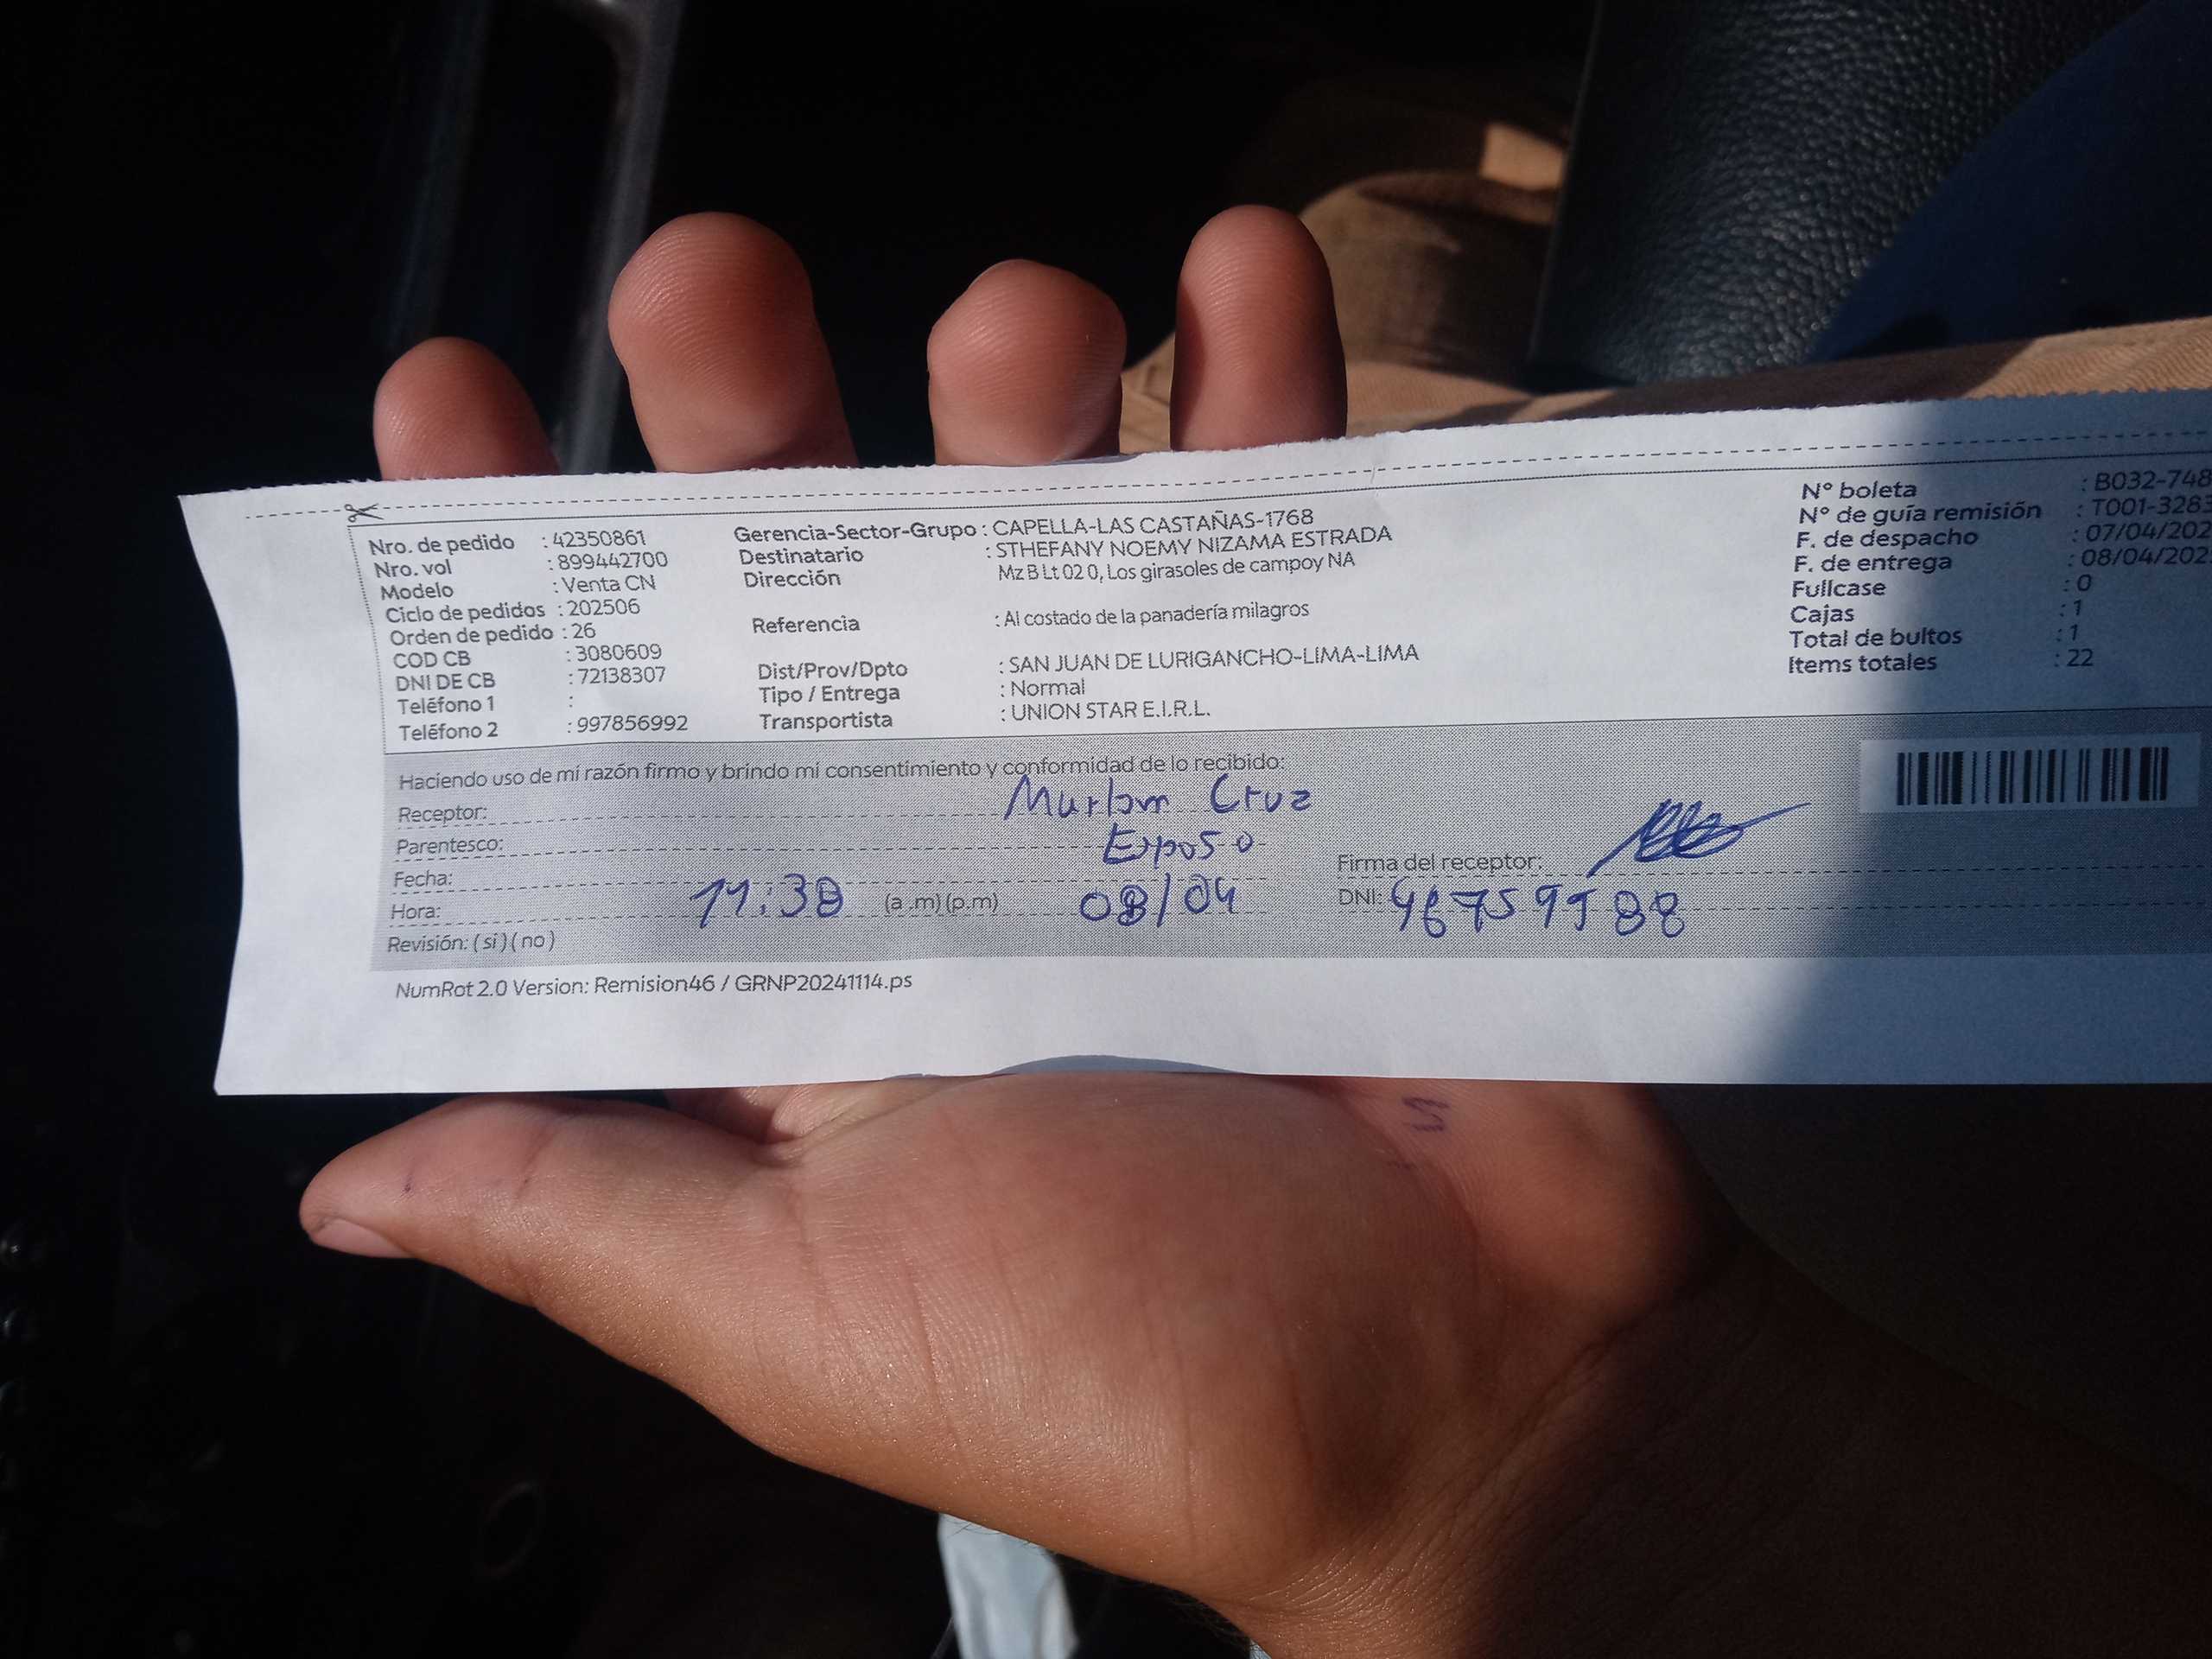 Nro. de pedido : 42350861
Nro. vol : 899442700
Modelo : Venta CN
Ciclo de pedidos : 202506
Orden de pedido : 26
COD CB : 3080609
DNI DE CB : 72138307
Teléfono 1 :
Teléfono 2 : 997856992
Gerencia-Sector-Grupo : CAPELLA-LAS CASTAÑAS-1768
Destinatario : STHEFANY NOEMY NIZAMA ESTRADA
Dirección Mz B Lt 02 0, Los girasoles de campoy NA
Referencia : Al costado de la panadería milagros
Dist/Prov/Dpto : SAN JUAN DE LURIGANCHO-LIMA-LIMA
Tipo / Entrega : Normal
Transportista : UNION STAR E.I.R.L.
N° boleta : B032-748
N° de guía remisión : T001-328
F. de despacho : 07/04/202
F. de entrega : 08/04/202
Fullcase : 0
Cajas : 1
Total de bultos : 1
Items totales : 22
Haciendo uso de mi razón firmo y brindo mi consentimiento y conformidad de lo recibido:
Receptor: Cruz
Parentesco: Exposo
Fecha:
Firma del receptor:
Hora: 11:38 (a .m) (p.m) 08/04
DNI:
Revisión: ( si ) ( no )
NumRot 2.0 Version: Remision46 / GRNP20241114.ps